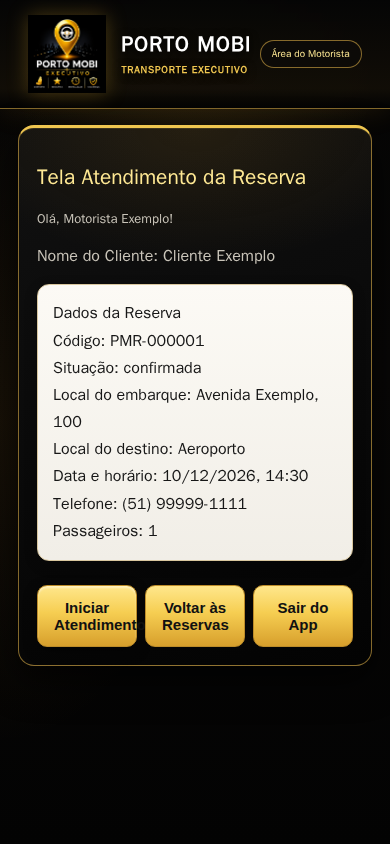 PORTO MOBI
EXECUTIVO
PORTO MOBI
TRANSPORTE EXECUTIVO
Área do Motorista
Tela Atendimento da Reserva
Olá, Motorista Exemplo!
Nome do Cliente: Cliente Exemplo
Dados da Reserva
Código: PMR-000001
Situação: confirmada
Local do embarque: Avenida Exemplo,
100
Local do destino: Aeroporto
Data e horário: 10/12/2026, 14:30
Telefone: (51) 99999-1111
Passageiros: 1
Iniciar
Atendimento
Voltar às
Reservas
Sair do
App